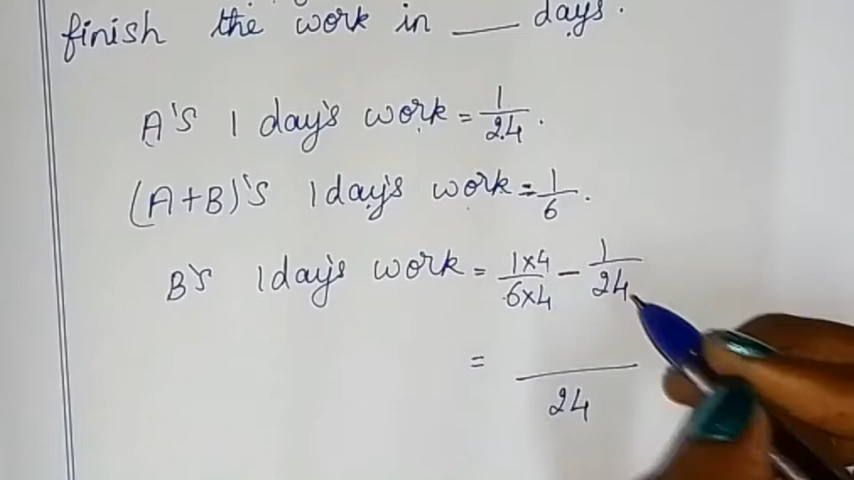 finish the work in ___ days.
A's 1 day's work = 1/24.
(A+B)'s 1 day's work = 1/6.
B's 1 day's work = 1×4/6×4 − 1/24
= /24